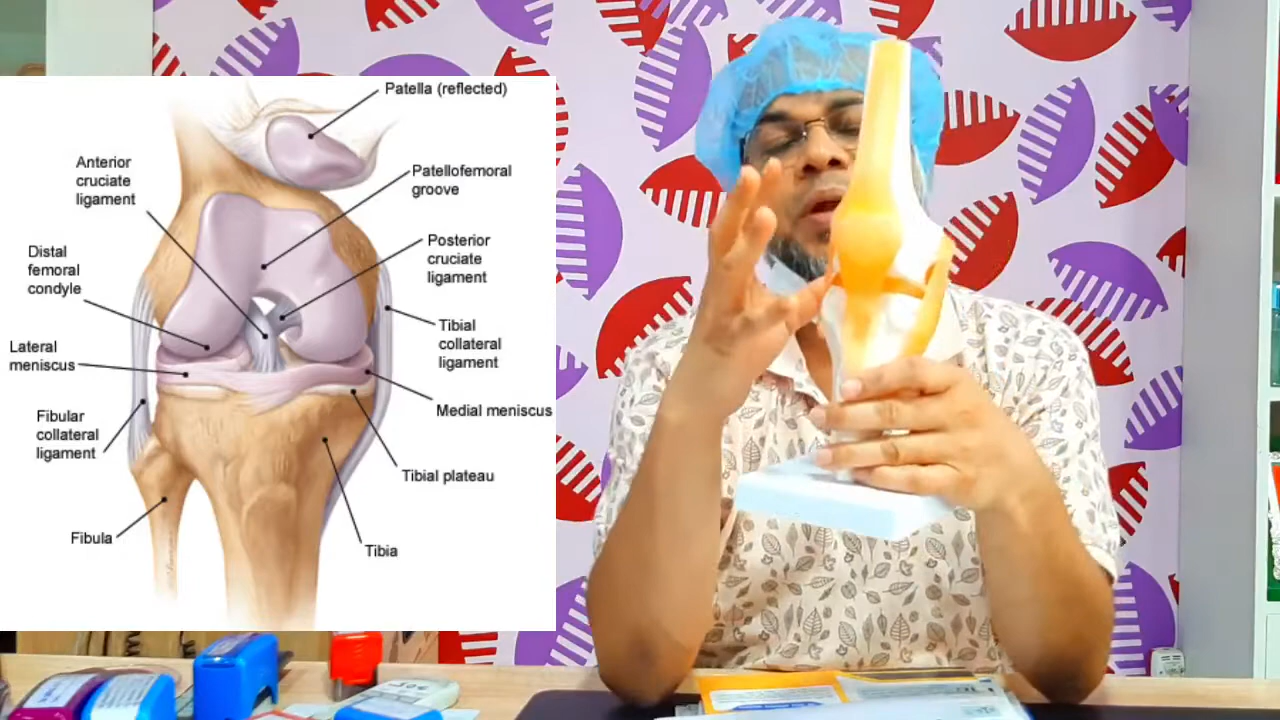 Patella (reflected)
Anterior
cruciate
ligament
Patellofemoral
groove
Distal
femoral
condyle
Posterior
cruciate
ligament
Tibial
collateral
ligament
Lateral
meniscus
Fibular
collateral
ligament
Medial meniscus
Tibial plateau
Fibula
Tibia